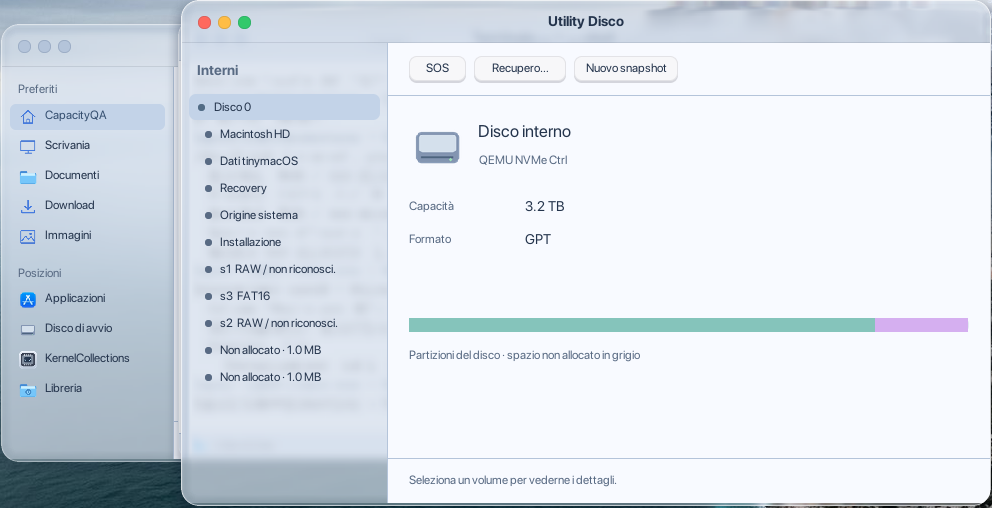 Utility Disco
Preferiti
CapacityQA
Scrivania
Documenti
Download
Immagini
Posizioni
Applicazioni
Disco di avvio
KernelCollections
Libreria
Interni
Disco 0
Macintosh HD
Dati tinymacOS
Recovery
Origine sistema
Installazione
s1 RAW / non riconosci.
s3 FAT16
s2 RAW / non riconosci.
Non allocato · 1.0 MB
Non allocato · 1.0 MB
SOS
Recupero...
Nuovo snapshot
Disco interno
QEMU NVMe Ctrl
Capacità 3.2 TB
Formato GPT
Partizioni del disco · spazio non allocato in grigio
Seleziona un volume per vederne i dettagli.